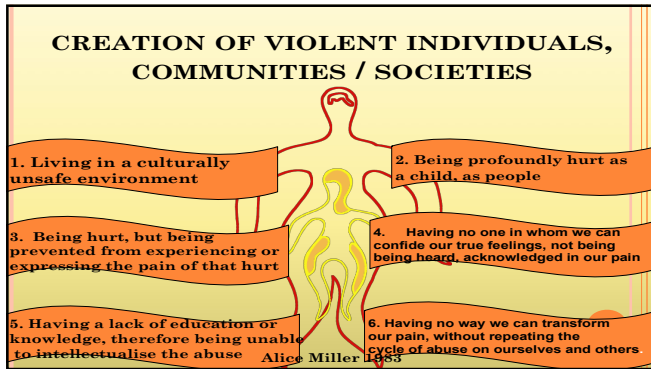 CREATION OF VIOLENT INDIVIDUALS,
COMMUNITIES / SOCIETIES
1. Living in a culturally
unsafe environment
2. Being profoundly hurt as
a child, as people
3. Being hurt, but being
prevented from experiencing or
expressing the pain of that hurt
4. Having no one in whom we can
confide our true feelings, not being
being heard, acknowledged in our pain
5. Having a lack of education or
knowledge, therefore being unable
to intellectualise the abuse
6. Having no way we can transform
our pain, without repeating the
cycle of abuse on ourselves and others.
Alice Miller 1983